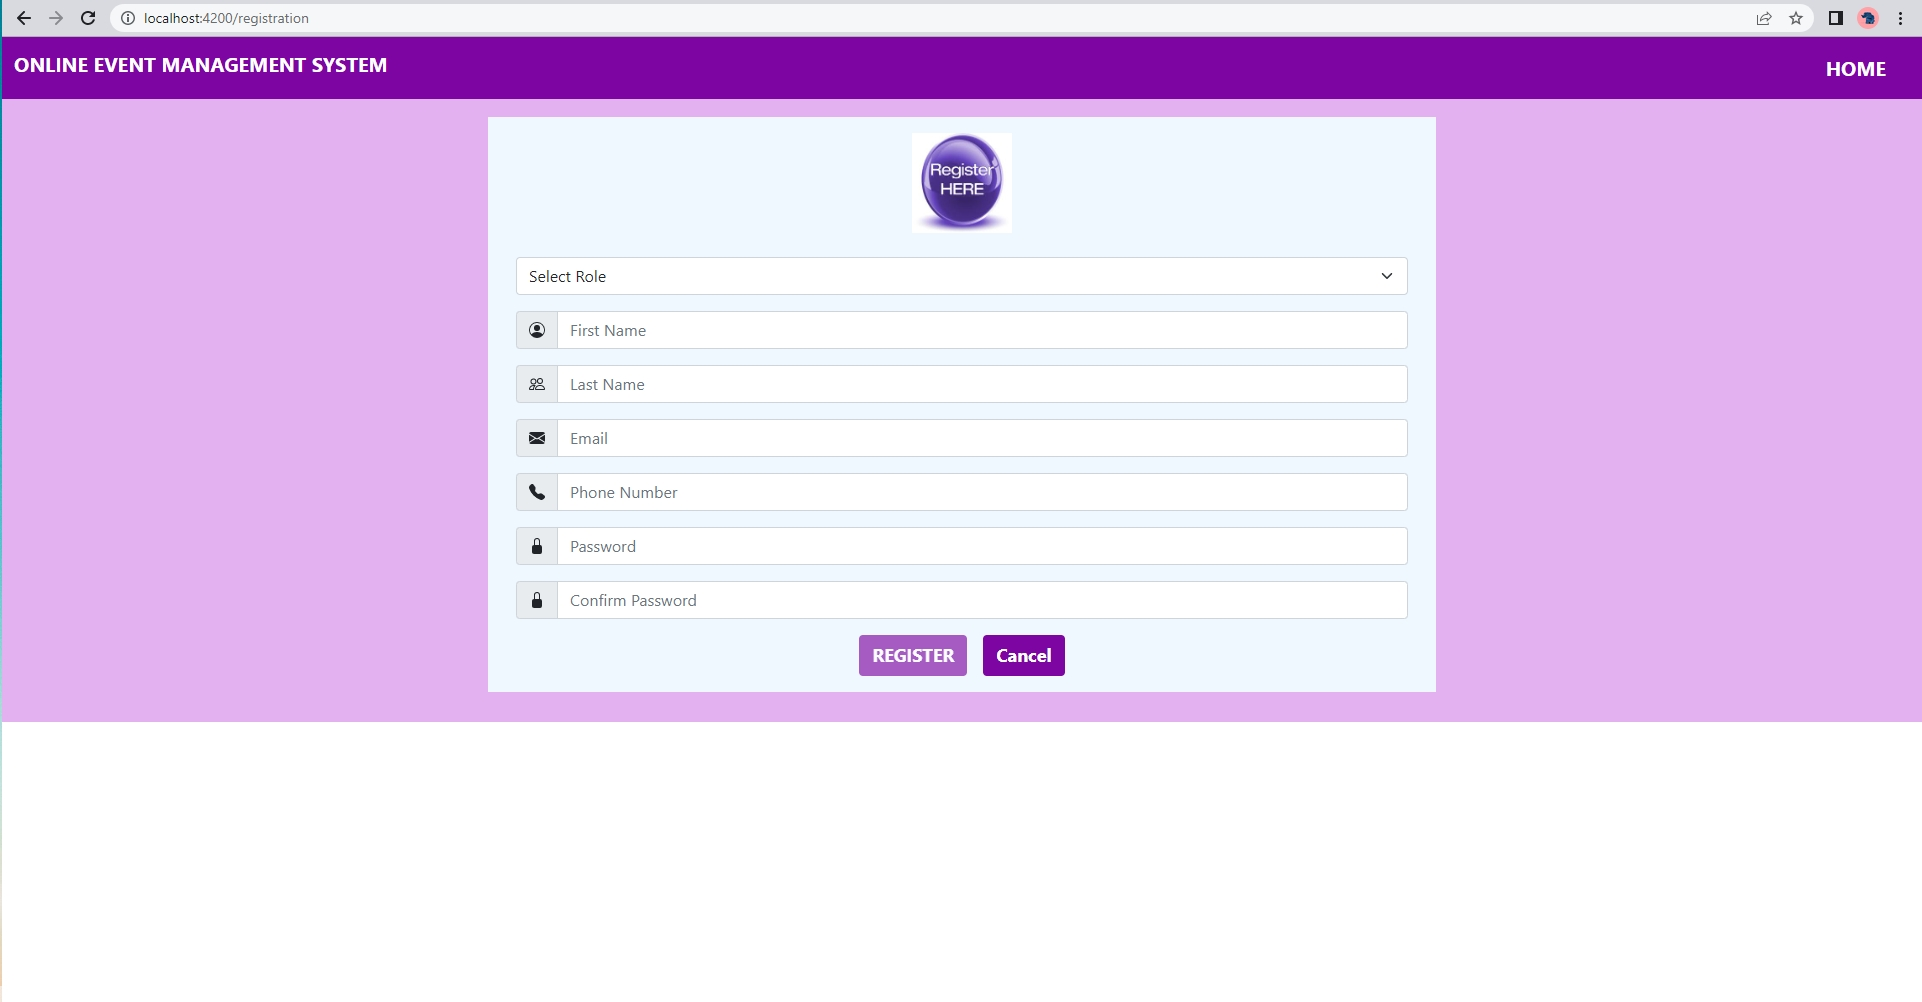 localhost:4200/registration
ONLINE EVENT MANAGEMENT SYSTEM
HOME
Register
HERE
Select Role
First Name
Last Name
Email
Phone Number
Password
Confirm Password
REGISTER
Cancel